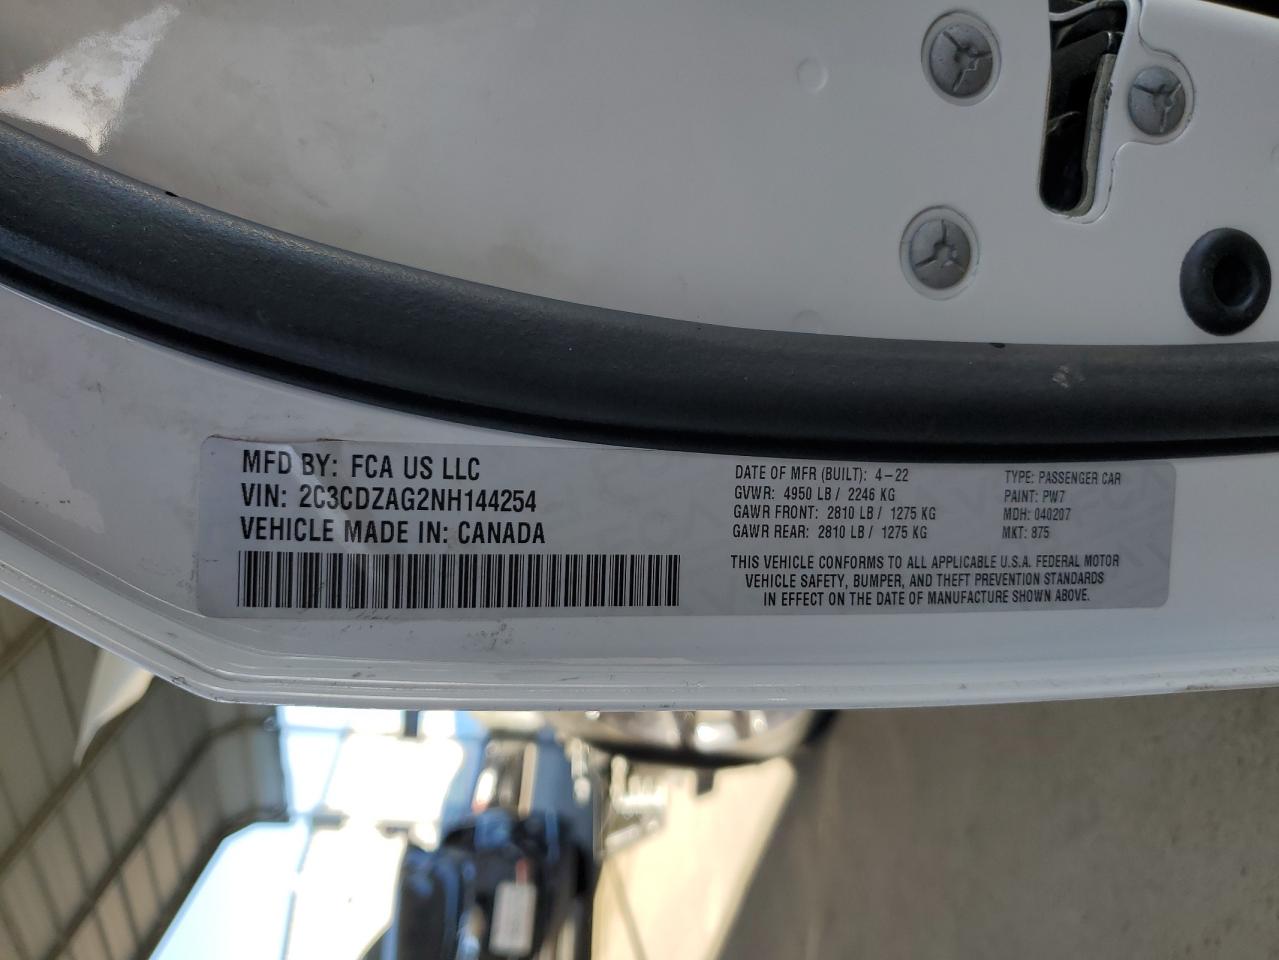 MFD BY: FCA US LLC
VIN: 2C3CDZAG2NH144254
VEHICLE MADE IN: CANADA
DATE OF MFR (BUILT): 4-22
GVWR: 4950 LB / 2246 KG
GAWR FRONT: 2810 LB / 1275 KG
GAWR REAR: 2810 LB / 1275 KG
TYPE: PASSENGER CAR
PAINT: PW7
MDH: 040207
MKT: 875
THIS VEHICLE CONFORMS TO ALL APPLICABLE U.S.A. FEDERAL MOTOR
VEHICLE SAFETY, BUMPER, AND THEFT PREVENTION STANDARDS
IN EFFECT ON THE DATE OF MANUFACTURE SHOWN ABOVE.